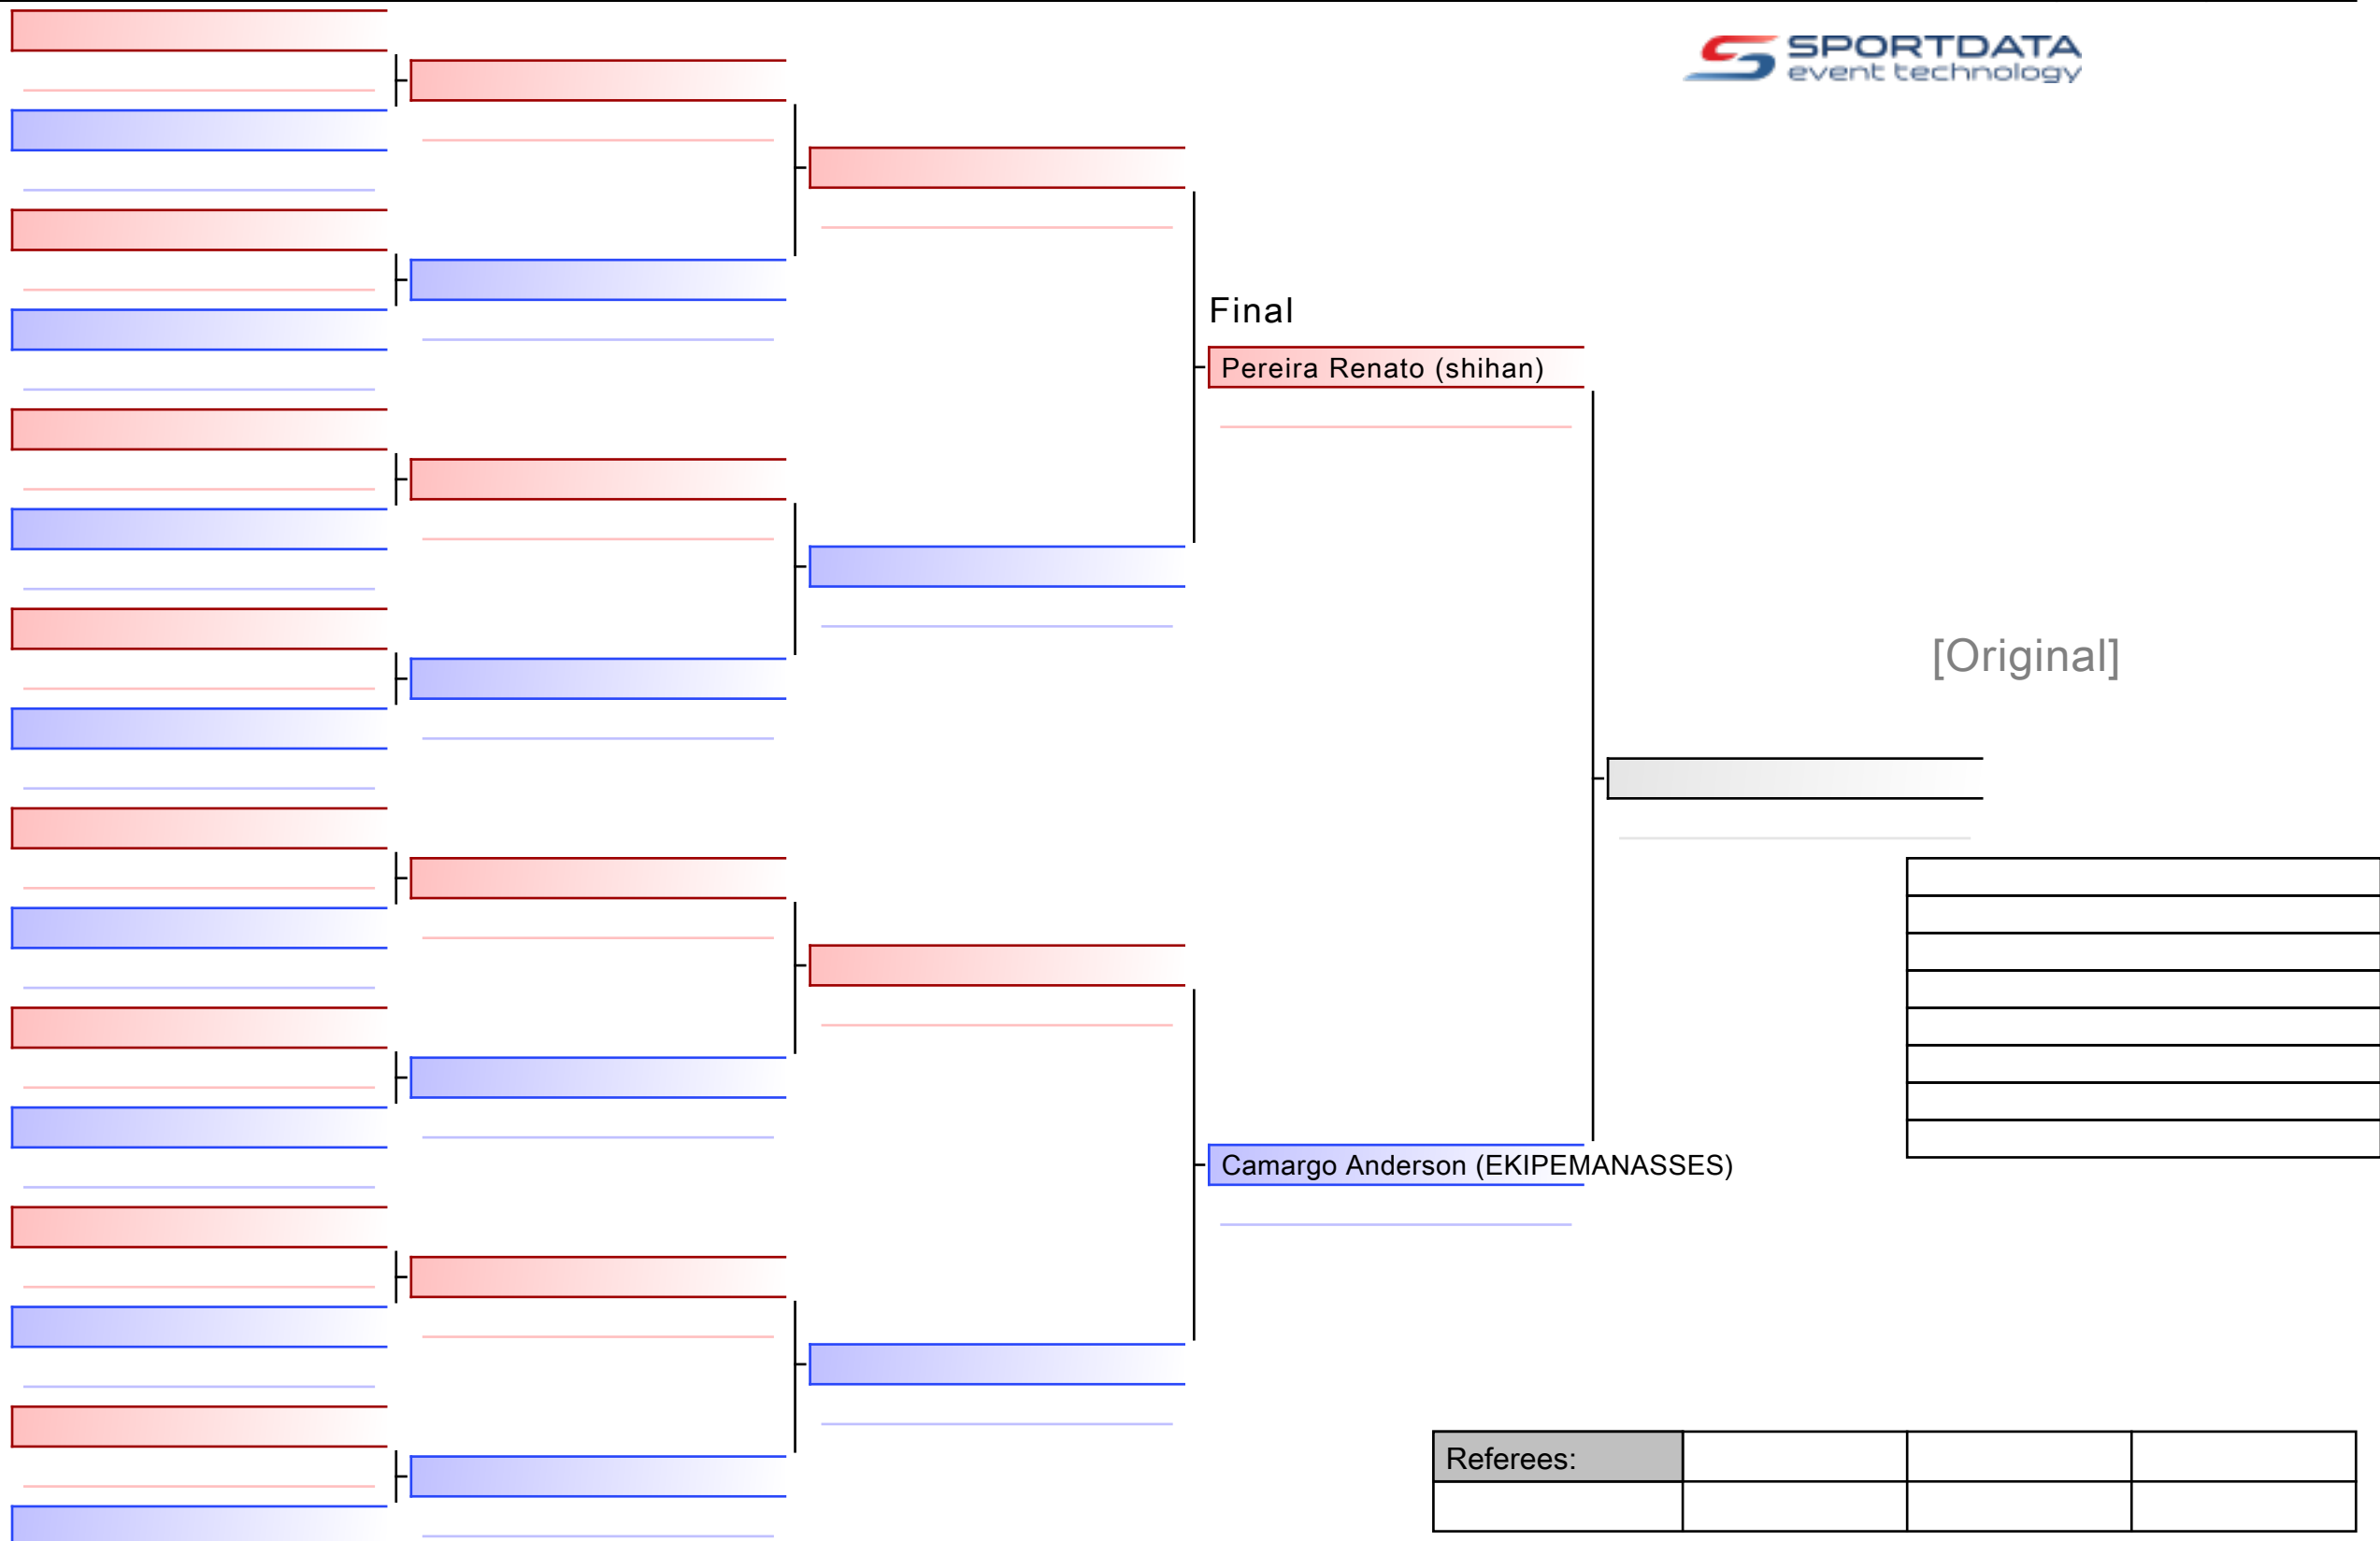 SPORTDATA
event technology
Final
Pereira Renato (shihan)
[Original]
Camargo Anderson (EKIPEMANASSES)
Referees: